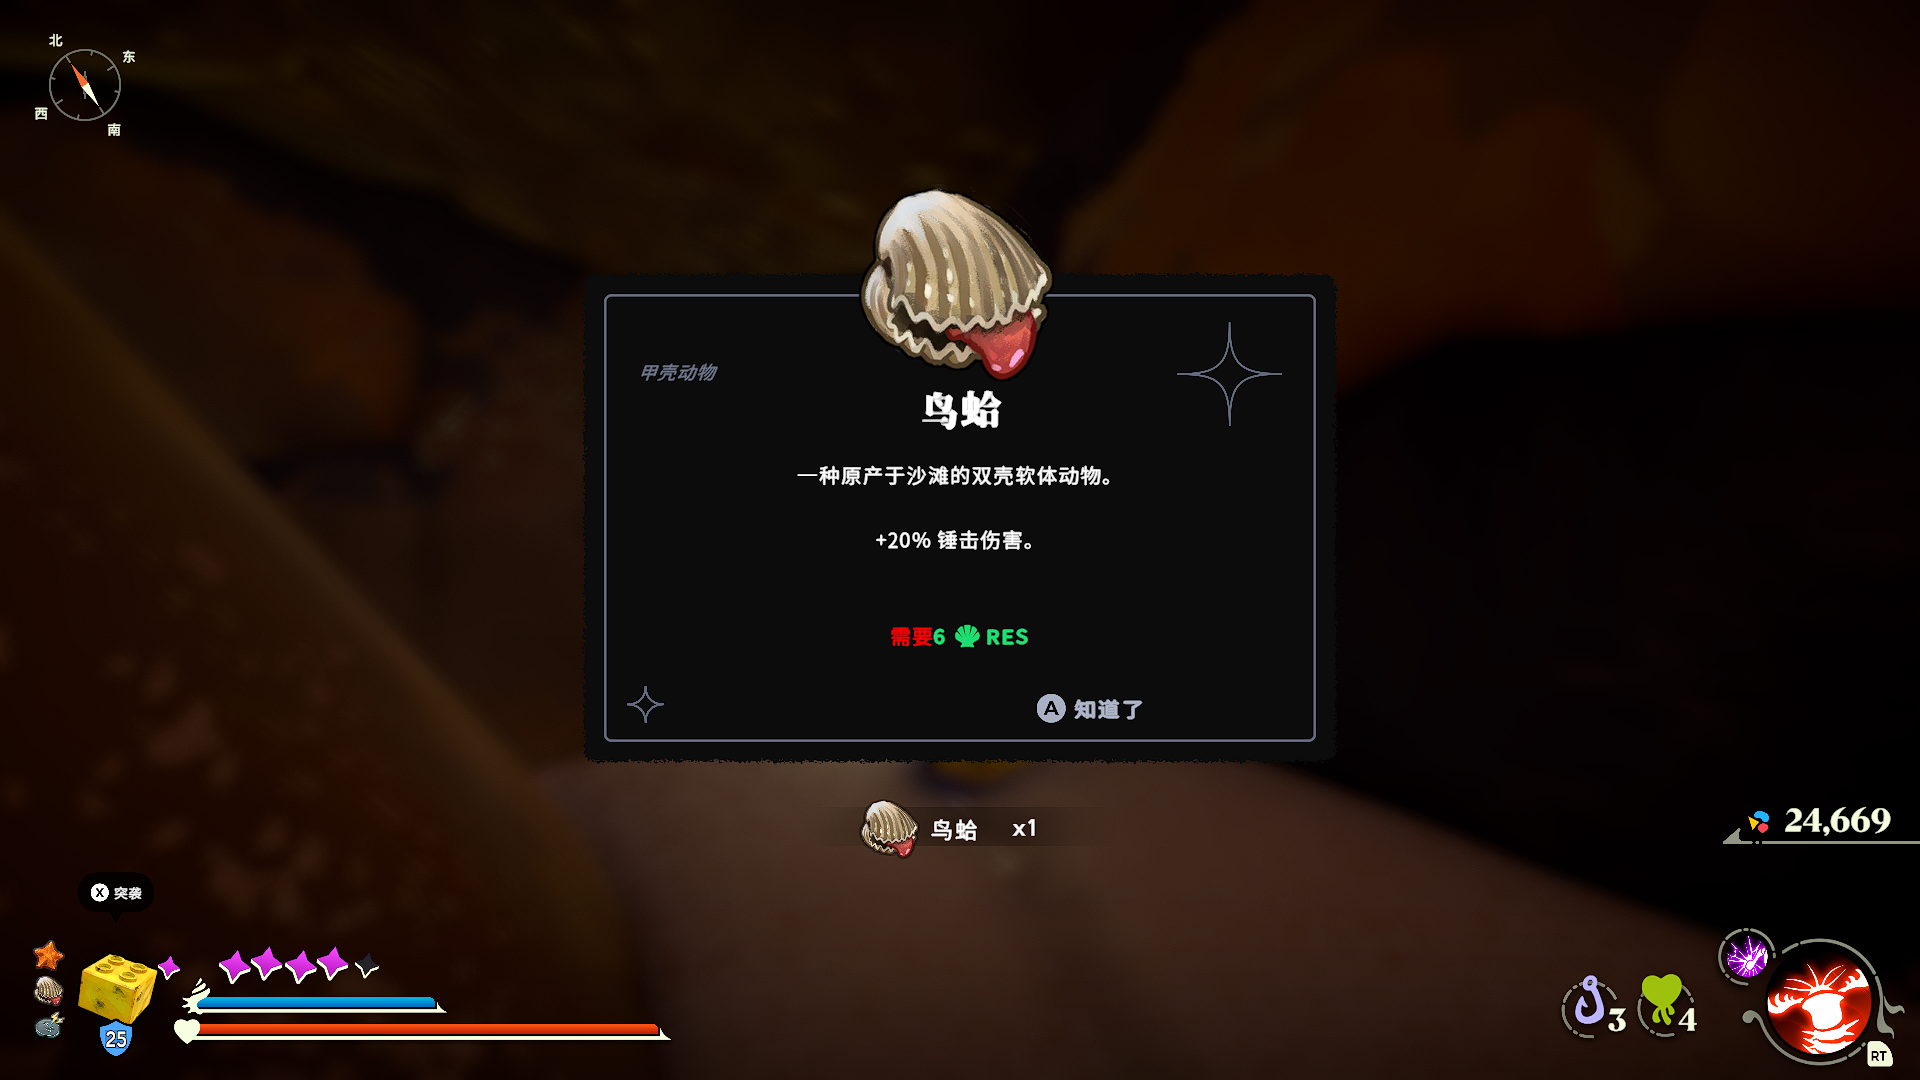 北
东
西
南
甲壳动物
鸟蛤
一种原产于沙滩的双壳软体动物。
+20% 锤击伤害。
需要6 RES
A 知道了
鸟蛤 x1
24,669
X 突袭
25
3
4
RT